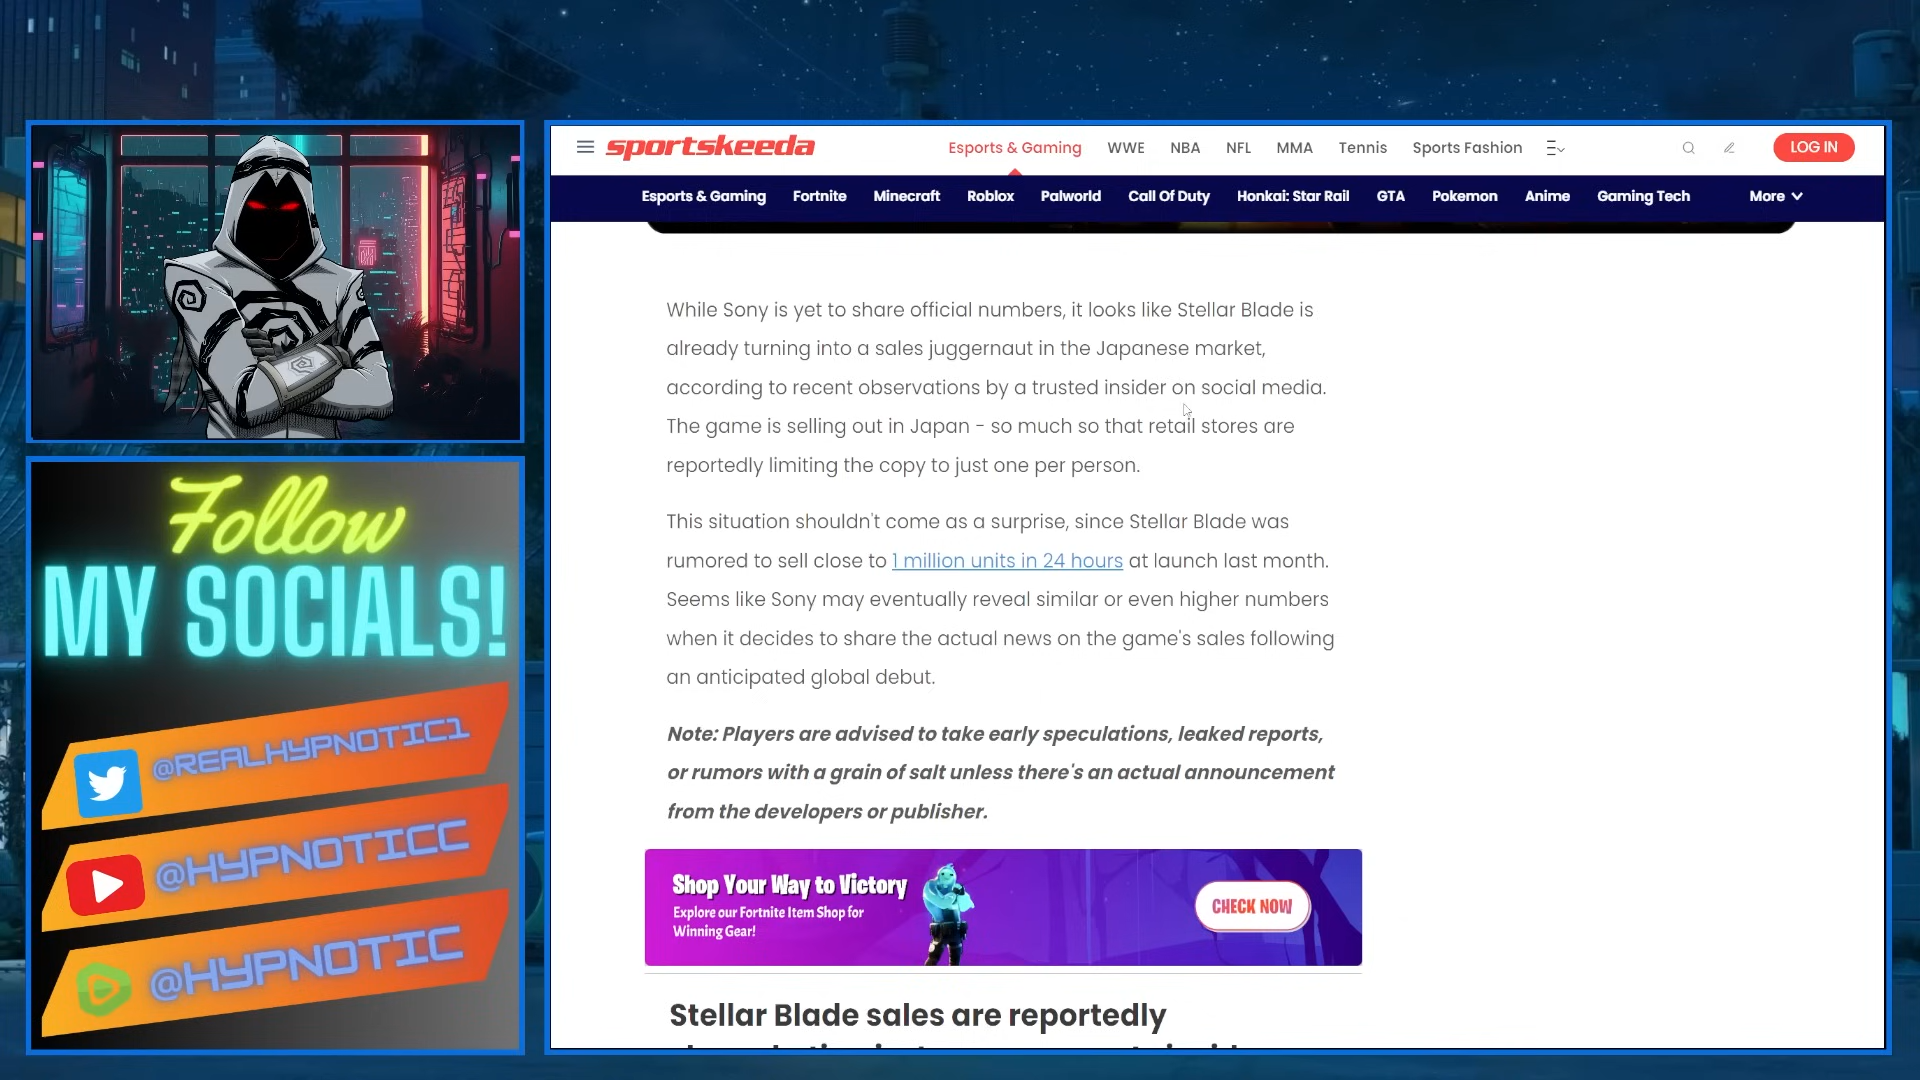 Follow
MY SOCIALS!
@REALHYPNOTIC1
@HYPNOTICC
@HYPNOTIC
sportskeeda
Esports & Gaming WWE NBA NFL MMA Tennis Sports Fashion
LOG IN
Esports & Gaming Fortnite Minecraft Roblox Palworld Call Of Duty Honkai: Star Rail GTA Pokemon Anime Gaming Tech More
While Sony is yet to share official numbers, it looks like Stellar Blade is
already turning into a sales juggernaut in the Japanese market,
according to recent observations by a trusted insider on social media.
The game is selling out in Japan - so much so that retail stores are
reportedly limiting the copy to just one per person.
This situation shouldn't come as a surprise, since Stellar Blade was
rumored to sell close to 1 million units in 24 hours at launch last month.
Seems like Sony may eventually reveal similar or even higher numbers
when it decides to share the actual news on the game's sales following
an anticipated global debut.
Note: Players are advised to take early speculations, leaked reports,
or rumors with a grain of salt unless there's an actual announcement
from the developers or publisher.
Shop Your Way to Victory
Explore our Fortnite Item Shop for
Winning Gear!
CHECK NOW
Stellar Blade sales are reportedly